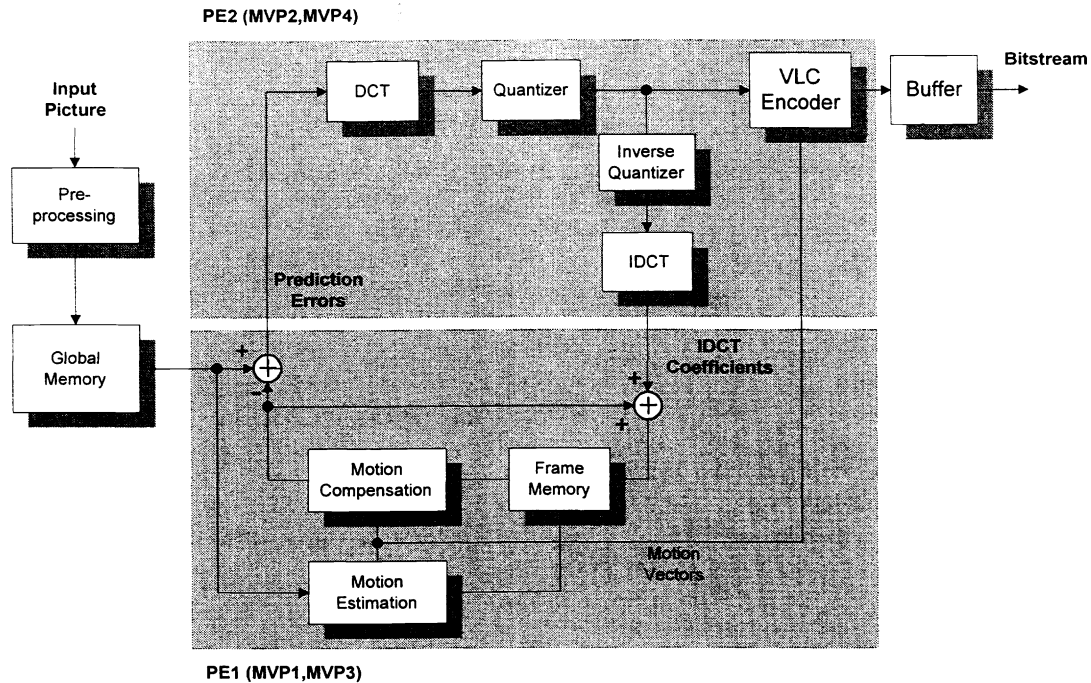 PE2 (MVP2,MVP4)
Input
Picture
DCT
Quantizer
VLC
Encoder
Buffer
Bitstream
Inverse
Quantizer
Pre-
processing
IDCT
Prediction
Errors
Global
Memory
+
+
-
IDCT
Coefficients
+
+
+
Motion
Compensation
Frame
Memory
Motion
Vectors
Motion
Estimation
PE1 (MVP1,MVP3)